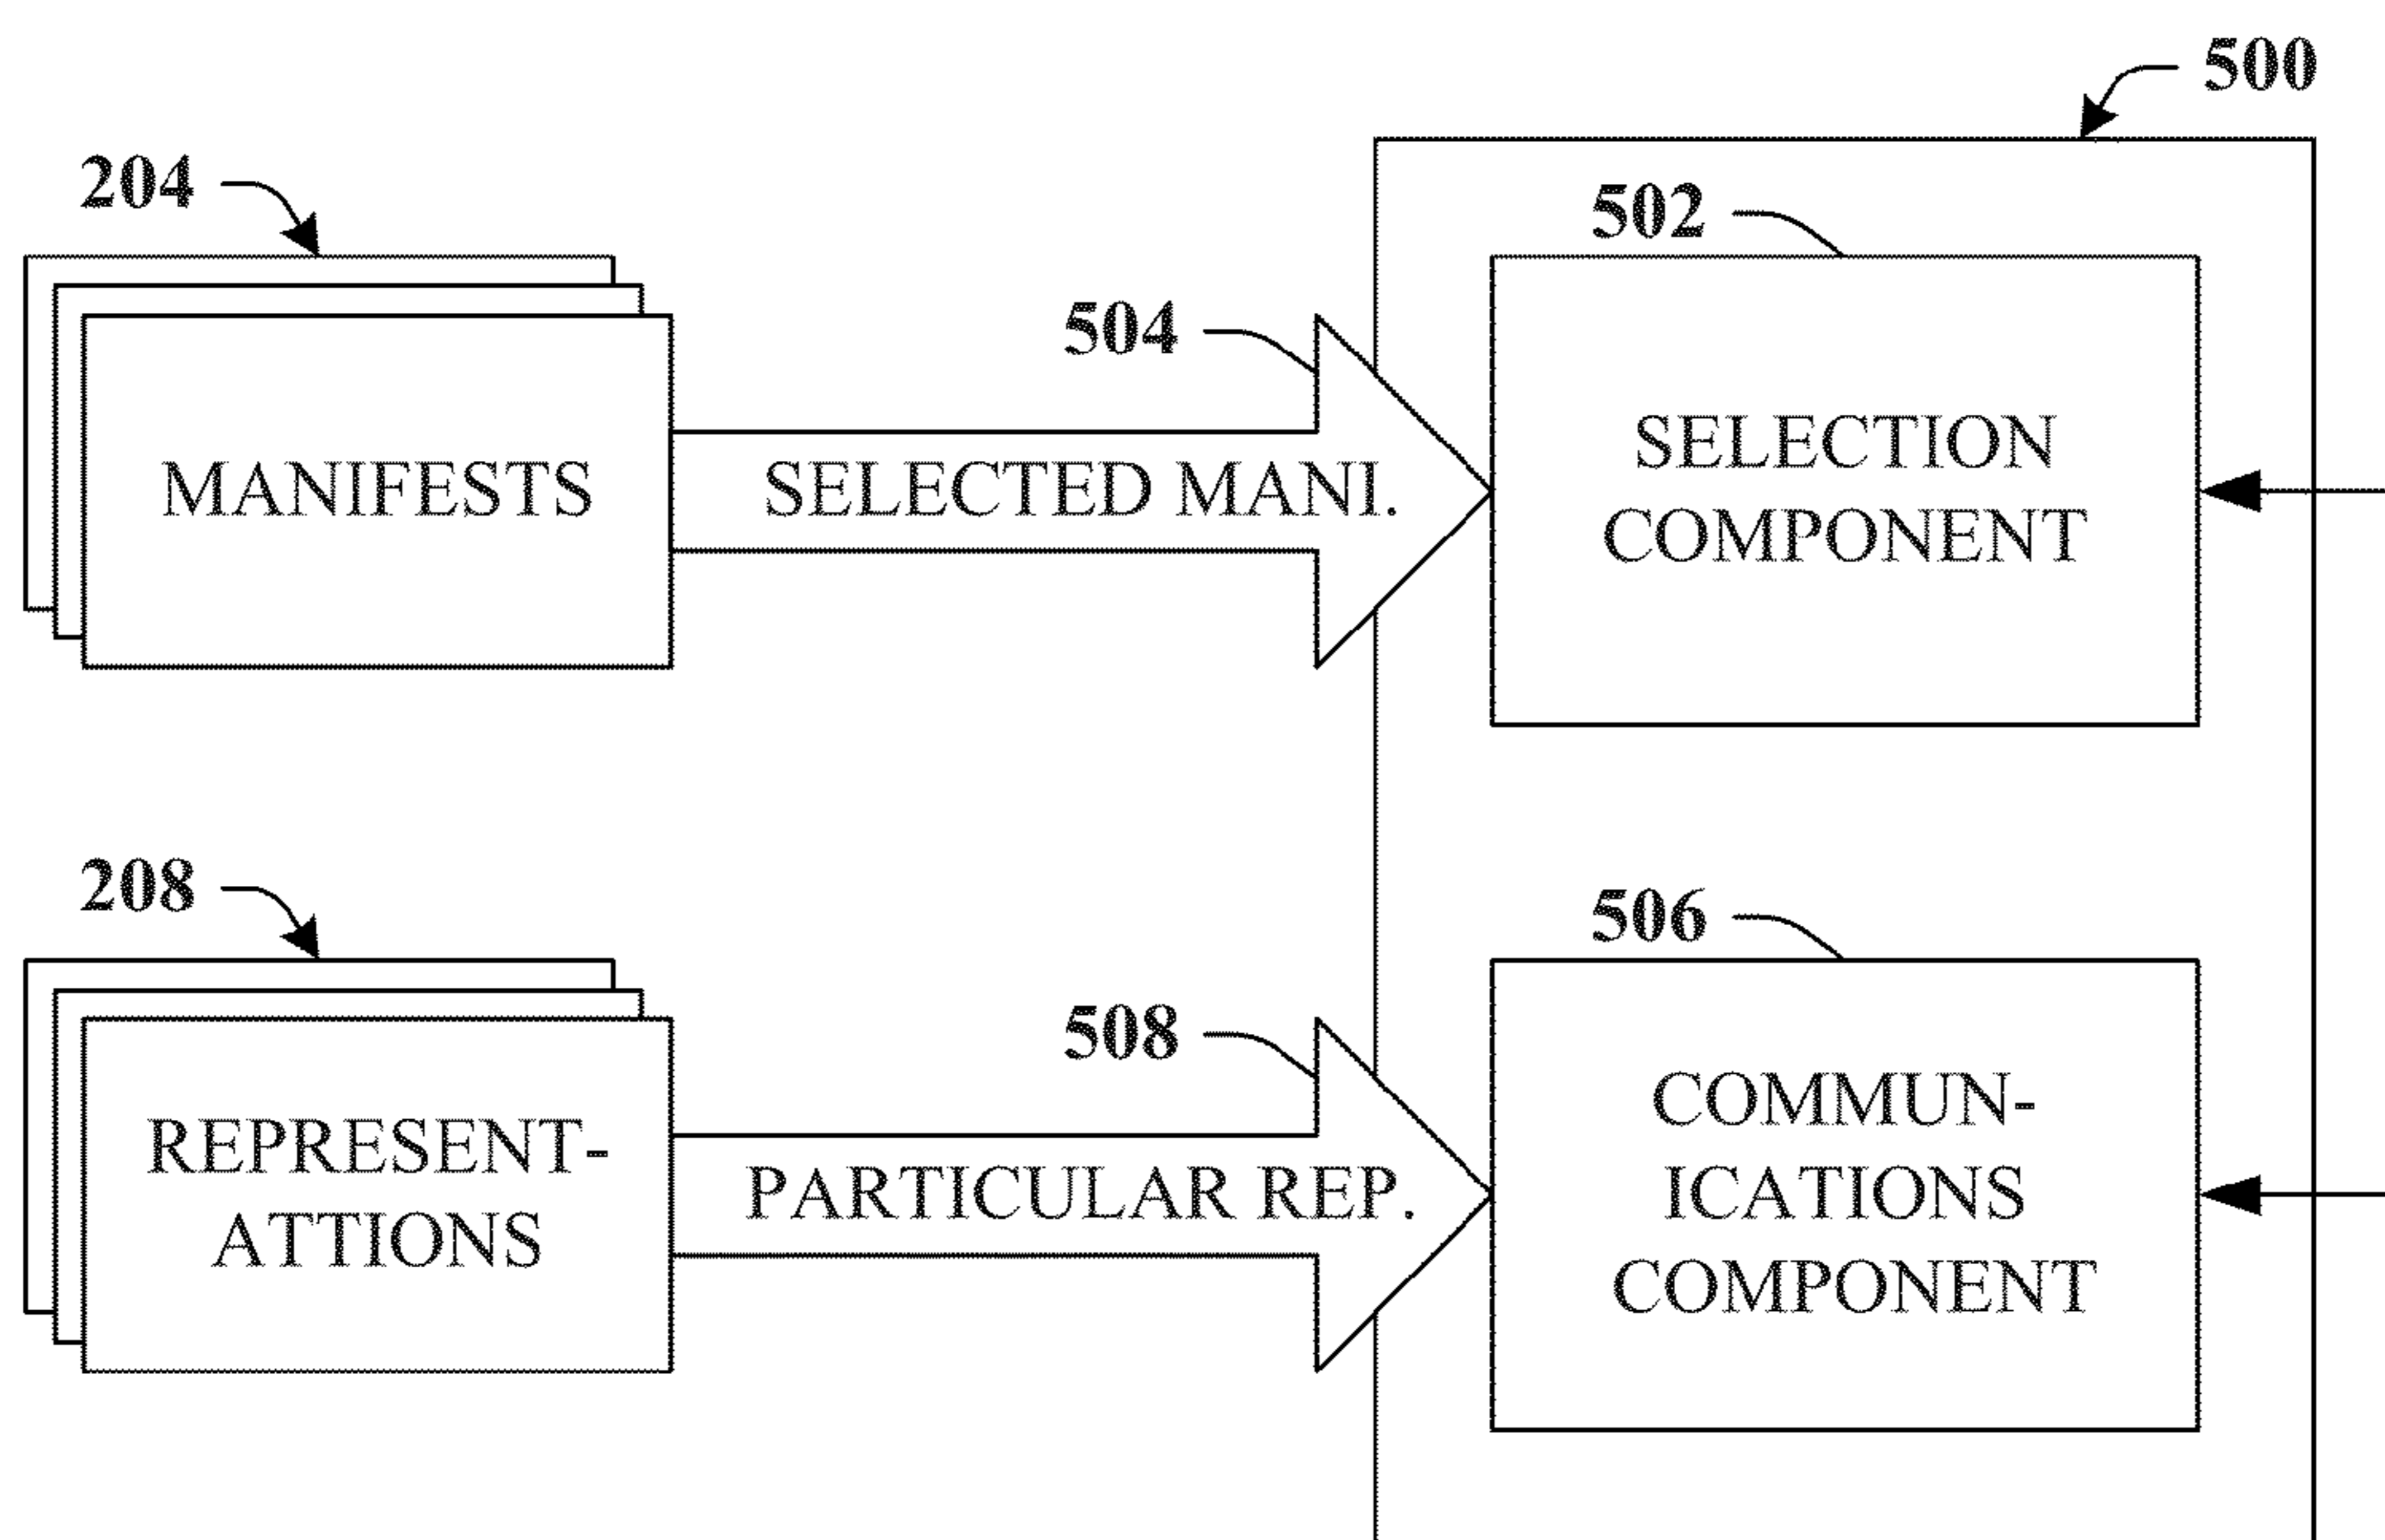 500
204
502
504
MANIFESTS
SELECTED MANI.
SELECTION
COMPONENT
208
506
508
REPRESENT-
ATTIONS
PARTICULAR REP.
COMMUN-
ICATIONS
COMPONENT